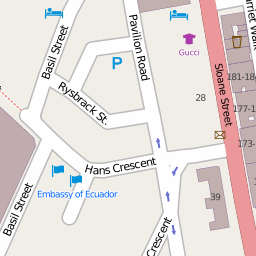 Basil Street
Pavilion Road
Gucci
Sloane Street
Rysbrack St.
P
28
181-18
177-1
173-
Hans Crescent
Embassy of Ecuador
39
Basil Street
Crescent